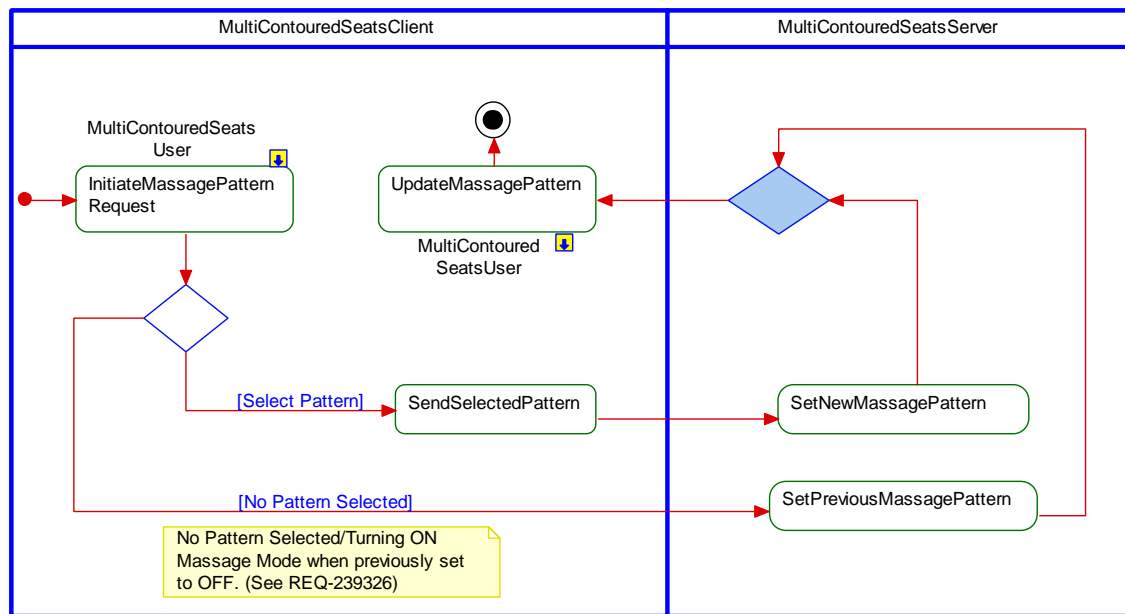 MultiContouredSeatsClient
MultiContouredSeatsServer
MultiContouredSeats
User
InitiateMassagePattern
Request
UpdateMassagePattern
MultiContoured
SeatsUser
[Select Pattern]
SendSelectedPattern
SetNewMassagePattern
[No Pattern Selected]
SetPreviousMassagePattern
No Pattern Selected/Turning ON
Massage Mode when previously set
to OFF. (See REQ-239326)